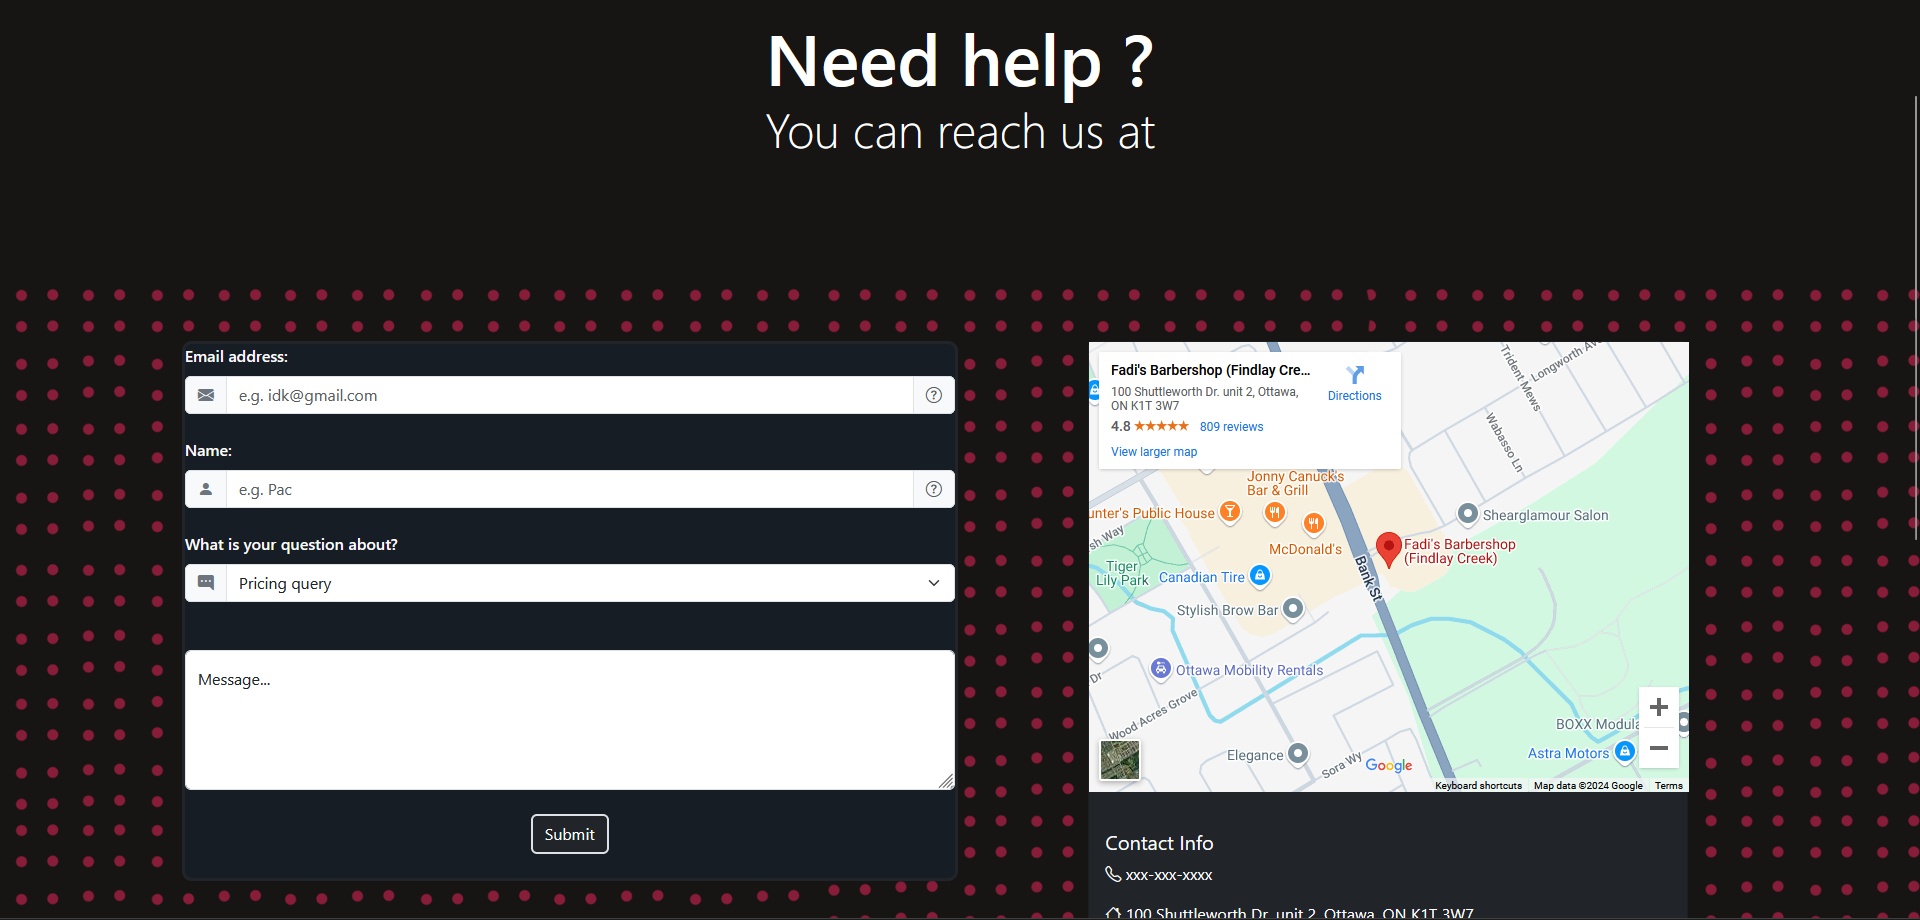 Need help ?
You can reach us at
Email address:
e.g. idk@gmail.com
Name:
e.g. Pac
What is your question about?
Pricing query
Message...
Submit
Fadi's Barbershop (Findlay Cre...
100 Shuttleworth Dr. unit 2, Ottawa,
ON K1T 3W7
4.8
809 reviews
View larger map
Directions
Trident Mews
Longworth Av
Wabasso Ln
Jonny Canuck's
Bar & Grill
unter's Public House
McDonald's
Shearglamour Salon
Fadi's Barbershop
(Findlay Creek)
sh Way
Tiger
Lily Park
Canadian Tire
Bank St
Stylish Brow Bar
Ottawa Mobility Rentals
Dr
Wood Acres Grove
Elegance
Sora Wy
Google
BOXX Modula
Astra Motors
Keyboard shortcuts
Map data ©2024 Google
Terms
Contact Info
xxx-xxx-xxxx
100 Shuttleworth Dr. unit 2, Ottawa, ON K1T 3W7